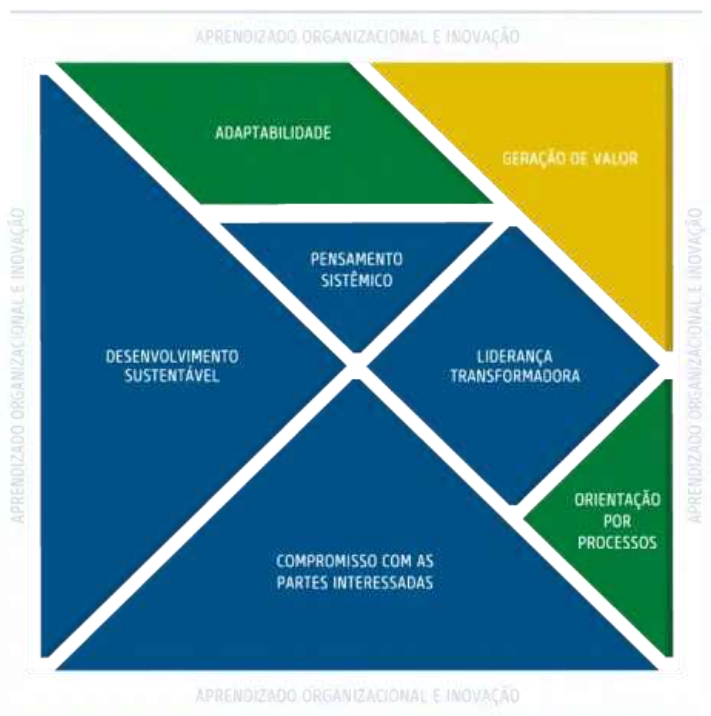 APRENDIZADO ORGANIZACIONAL E INOVAÇÃO
ADAPTABILIDADE
GERAÇÃO DE VALOR
PENSAMENTO
SISTÊMICO
APRENDIZADO ORGANIZACIONAL E INOVAÇÃO
DESENVOLVIMENTO
SUSTENTÁVEL
LIDERANÇA
TRANSFORMADORA
APRENDIZADO ORGANIZACIONAL E INOVAÇÃO
ORIENTAÇÃO
POR
PROCESSOS
COMPROMISSO COM AS
PARTES INTERESSADAS
APRENDIZADO ORGANIZACIONAL E INOVAÇÃO